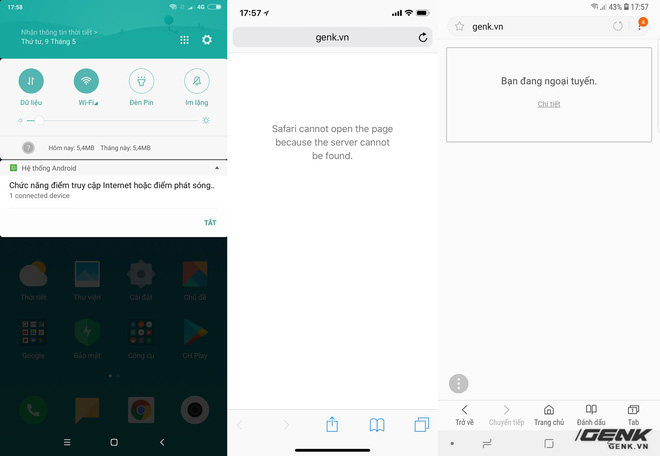 17:58
4G
Nhận thông tin thời tiết >
Thứ tư, 9 Tháng 5
Dữ liệu
Wi-Fi
Đèn Pin
Im lặng
Hôm nay: 5,4MB Tháng này: 5,4MB
Hệ thống Android
Chức năng điểm truy cập Internet hoặc điểm phát sóng..
1 connected device
TẮT
Thời tiết
Thư viện
Cài đặt
Chủ đề
Google
Bảo mật
Công cụ
CH Play
17:57
genk.vn
Safari cannot open the page
because the server cannot
be found.
43% 17:57
genk.vn
4
Bạn đang ngoại tuyến.
Chi tiết
Trở về
Chuyển tiếp
Trang chủ
Đánh dấu
Tab
GENK
GENK.VN